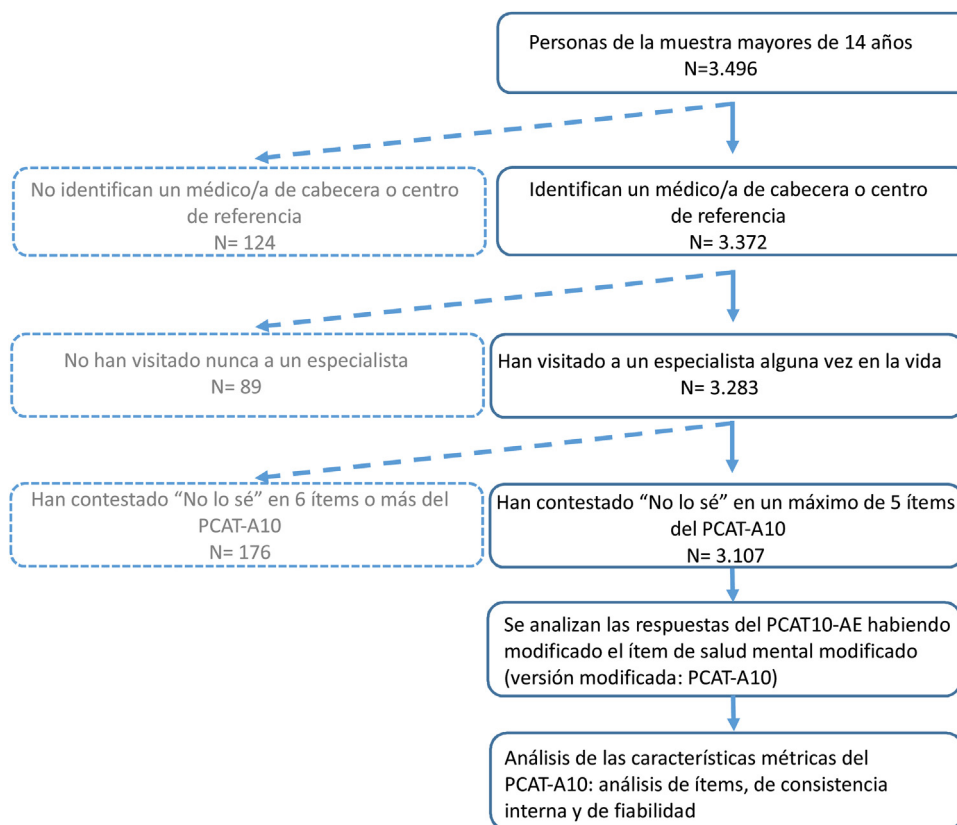 Personas de la muestra mayores de 14 años
N=3.496
No identifican un médico/a de cabecera o centro
de referencia
N= 124
Identifican un médico/a de cabecera o centro
de referencia
N= 3.372
No han visitado nunca a un especialista
N= 89
Han visitado a un especialista alguna vez en la vida
N= 3.283
Han contestado “No lo sé” en 6 ítems o más del
PCAT-A10
N= 176
Han contestado “No lo sé” en un máximo de 5 ítems
del PCAT-A10
N= 3.107
Se analizan las respuestas del PCAT10-AE habiendo
modificado el ítem de salud mental modificado
(versión modificada: PCAT-A10)
Análisis de las características métricas del
PCAT-A10: análisis de ítems, de consistencia
interna y de fiabilidad